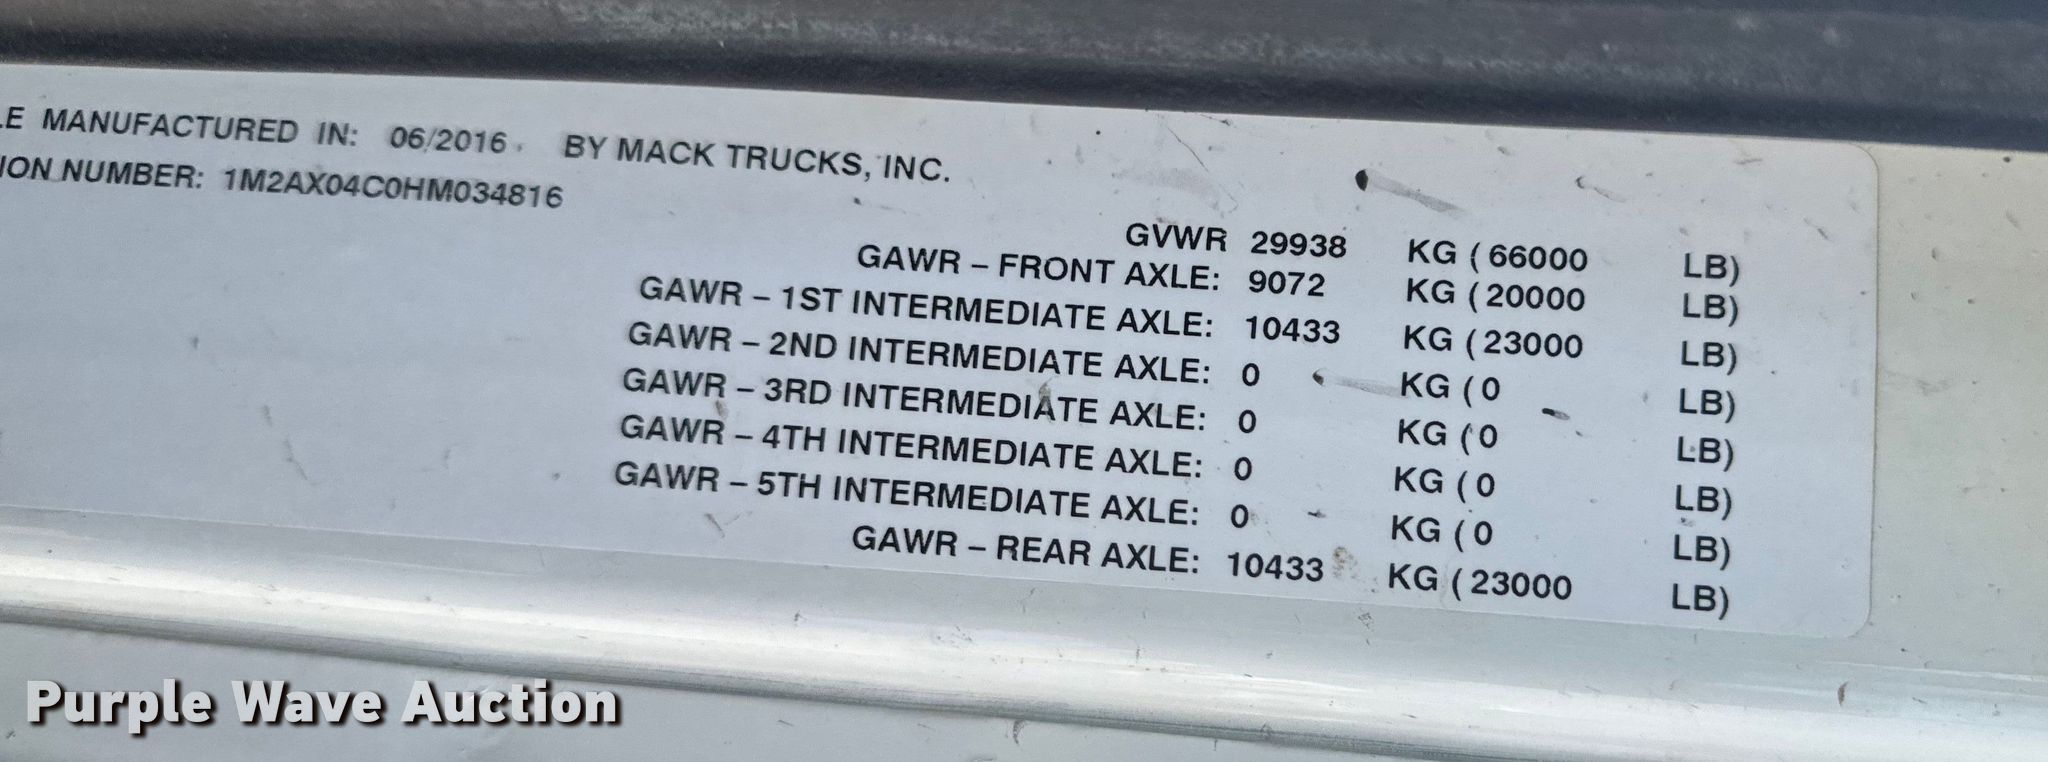 LE MANUFACTURED IN: 06/2016 BY MACK TRUCKS, INC.
ION NUMBER: 1M2AX04C0HM034816
GVWR 29938 KG (66000 LB)
GAWR – FRONT AXLE: 9072 KG (20000 LB)
GAWR – 1ST INTERMEDIATE AXLE: 10433 KG (23000 LB)
GAWR – 2ND INTERMEDIATE AXLE: 0 KG (0 LB)
GAWR – 3RD INTERMEDIATE AXLE: 0 KG (0 LB)
GAWR – 4TH INTERMEDIATE AXLE: 0 KG (0 LB)
GAWR – 5TH INTERMEDIATE AXLE: 0 KG (0 LB)
GAWR – REAR AXLE: 10433 KG (23000 LB)
Purple Wave Auction